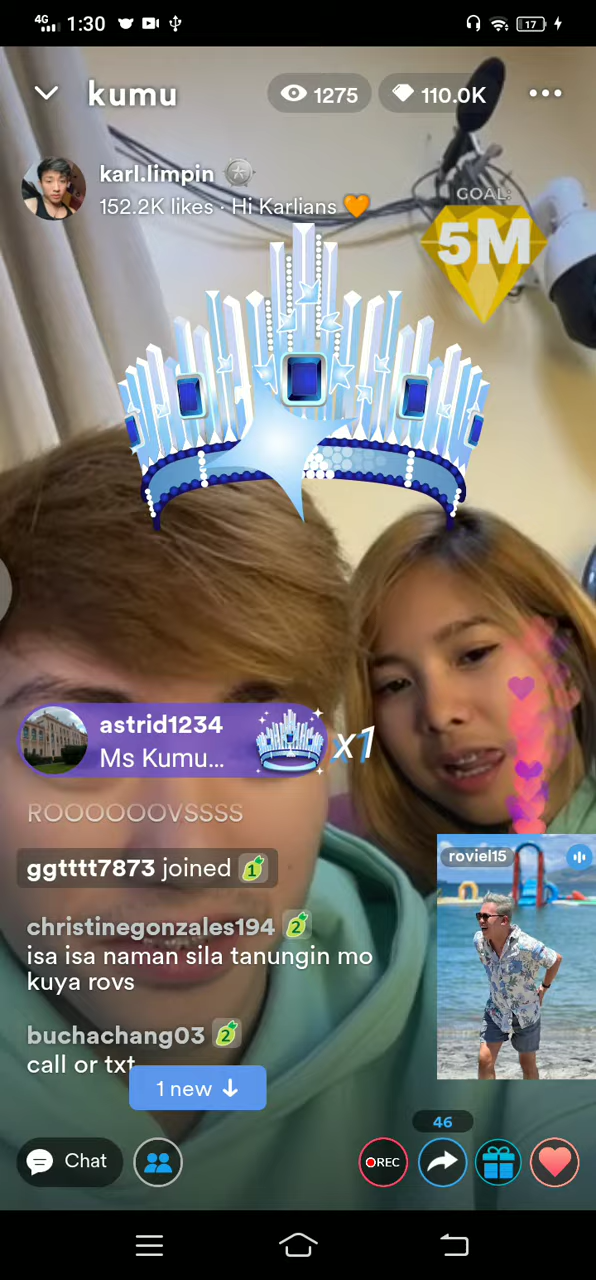 4G 1:30 17
kumu 1275 110.0K
karl.limpin
152.2K likes · Hi Karlians 🧡
GOAL:
5M
astrid1234
Ms Kumu... x1
ROOOOOOVSSSS
ggtttt7873 joined 1
roviel15
christinegonzales194 2
isa isa naman sila tanungin mo
kuya rovs
buchachang03 2
call or txt
1 new ↓
46
Chat
REC